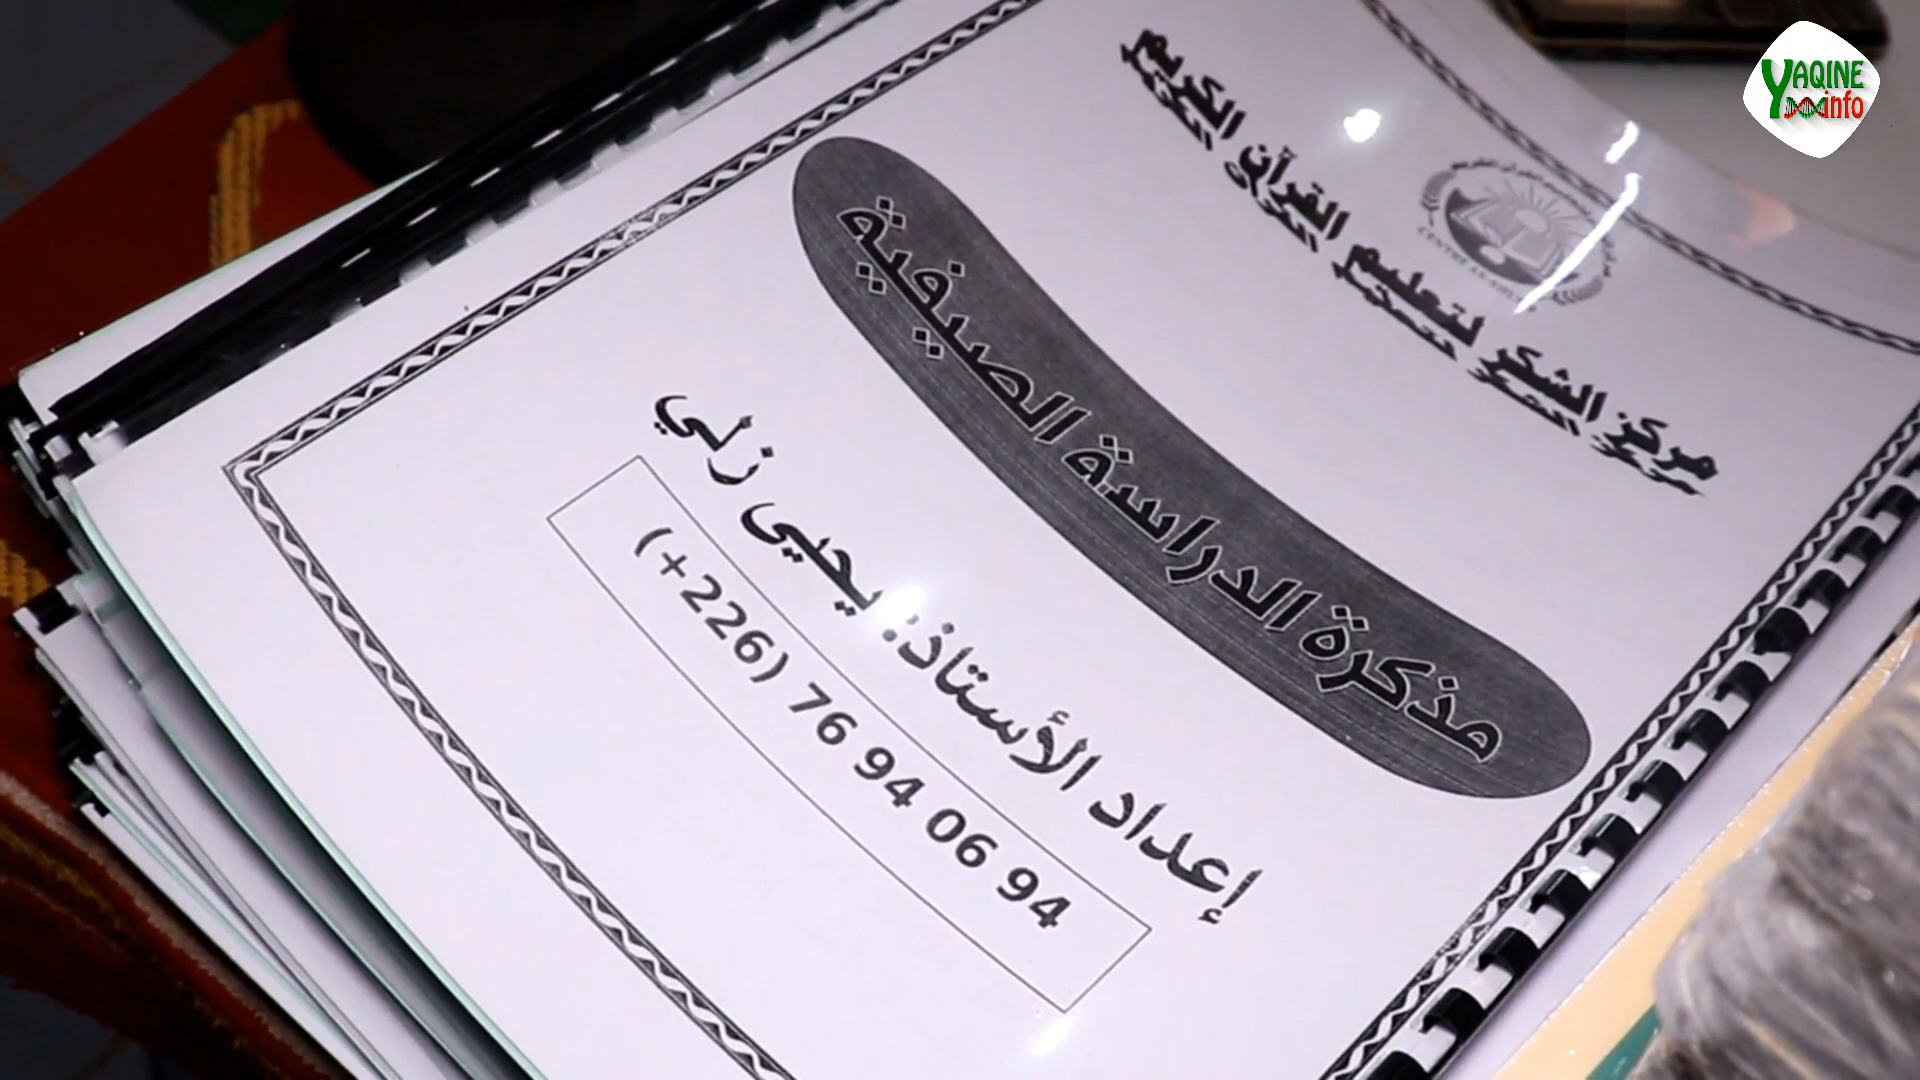 مركز الشكر لتعليم القرآن الكريم
مذكرة الدراسة الصيفية
إعداد الأستاذ: يحيى زلي
(+226) 76 94 06 94
YAQINE
info